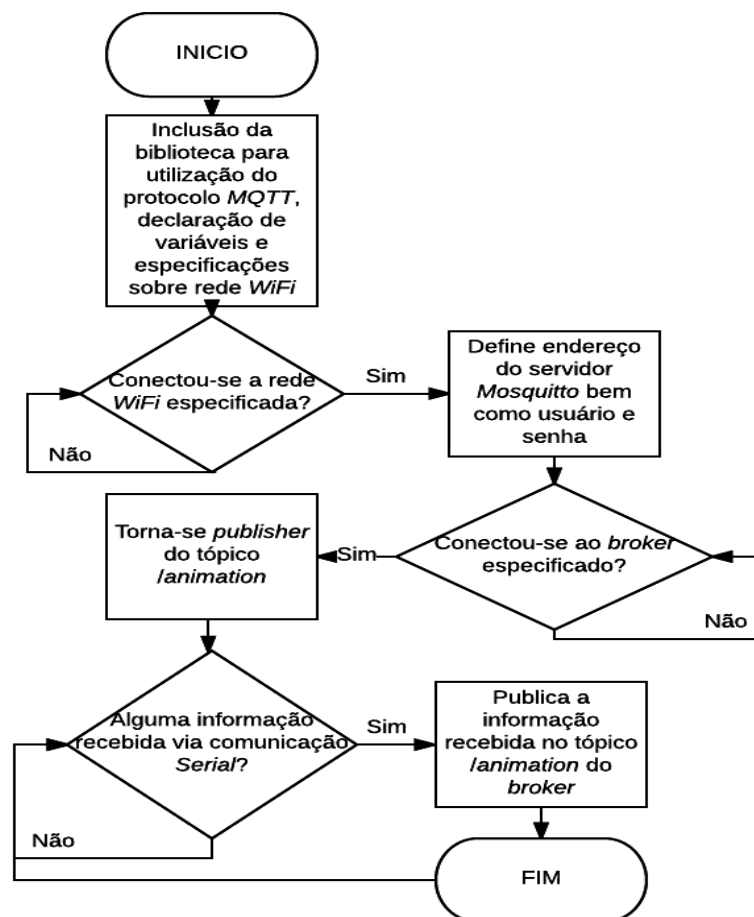 INICIO
Inclusão da
biblioteca para
utilização do
protocolo MQTT,
declaração de
variáveis e
especificações
sobre rede WiFi
Conectou-se a rede
WiFi especificada?
Sim
Não
Define endereço
do servidor
Mosquitto bem
como usuário e
senha
Conectou-se ao broker
especificado?
Sim
Não
Torna-se publisher
do tópico
/animation
Alguma informação
recebida via comunicação
Serial?
Sim
Não
Publica a
informação
recebida no tópico
/animation do
broker
FIM